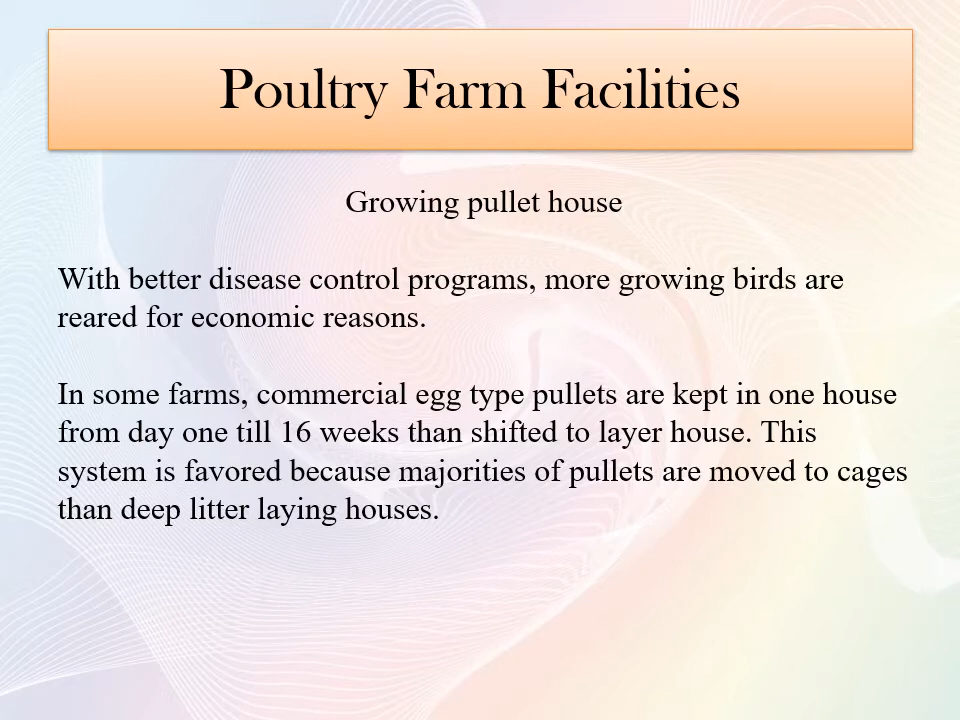 Poultry Farm Facilities
Growing pullet house
With better disease control programs, more growing birds are
reared for economic reasons.
In some farms, commercial egg type pullets are kept in one house
from day one till 16 weeks than shifted to layer house. This
system is favored because majorities of pullets are moved to cages
than deep litter laying houses.